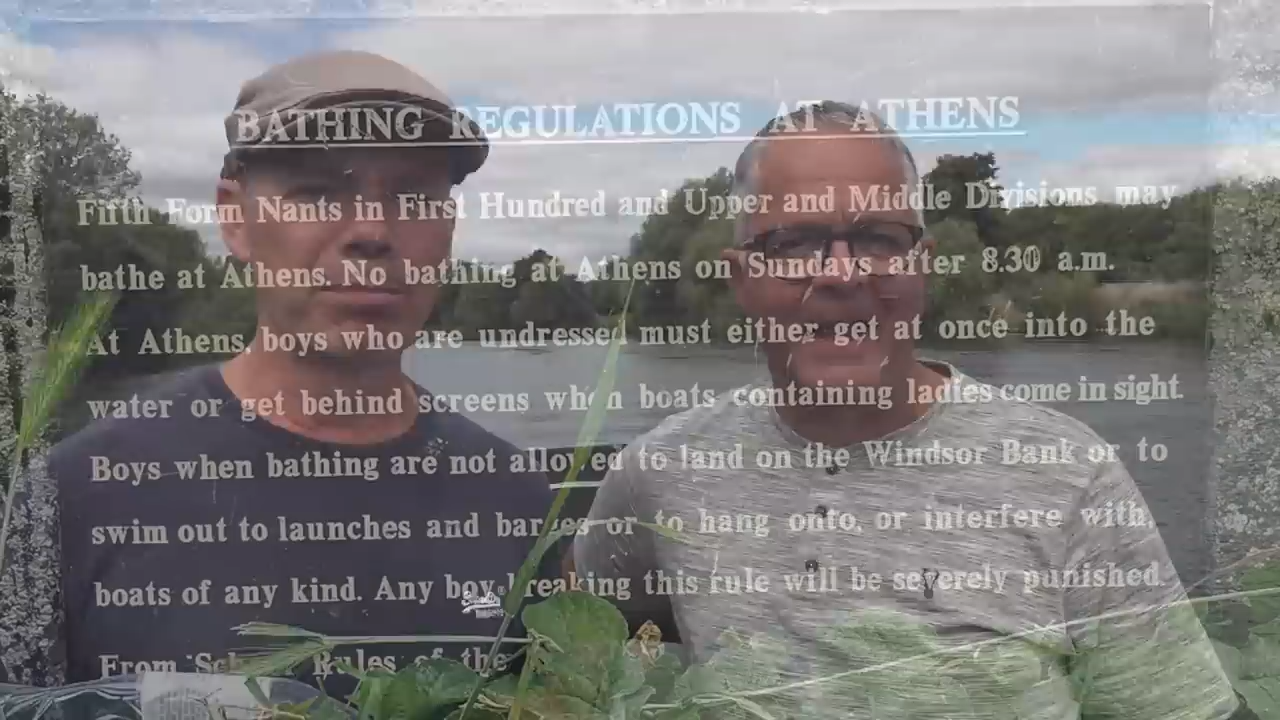 BATHING REGULATIONS AT ATHENS
Fifth Form Nants in First Hundred and Upper and Middle Divisions may
bathe at Athens. No bathing at Athens on Sundays after 8.30 a.m.
At Athens, boys who are undressed must either get at once into the
water or get behind screens when boats containing ladies come in sight.
Boys when bathing are not allowed to land on the Windsor Bank or to
swim out to launches and barges or to hang onto, or interfere with,
boats of any kind. Any boy breaking this rule will be severely punished.
From School Rules of the